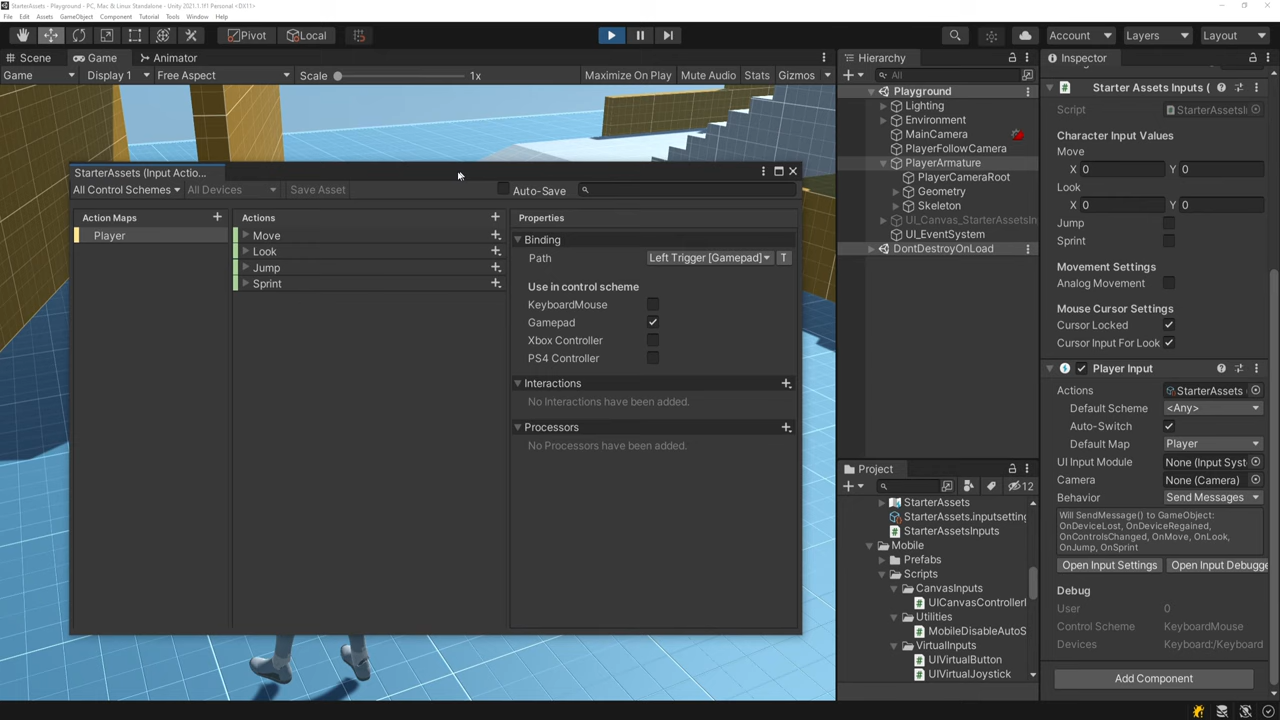 StarterAssets - Playground - PC, Mac & Linux Standalone - Unity 2021.1.1f1 Personal <DX11>
File Edit Assets GameObject Component Tutorial Tools Window Help
Pivot Local Account Layers Layout
Scene Game Animator
Game Display 1 Free Aspect Scale 1x Maximize On Play Mute Audio Stats Gizmos
StarterAssets (Input Actio...
All Control Schemes All Devices Save Asset Auto-Save
Action Maps
Player
Actions
Move
Look
Jump
Sprint
Properties
Binding
Path Left Trigger [Gamepad] T
Use in control scheme
KeyboardMouse
Gamepad
Xbox Controller
PS4 Controller
Interactions
No Interactions have been added.
Processors
No Processors have been added.
Hierarchy
All
Playground
Lighting
Environment
MainCamera
PlayerFollowCamera
PlayerArmature
PlayerCameraRoot
Geometry
Skeleton
UI_Canvas_StarterAssetsIn
UI_EventSystem
DontDestroyOnLoad
Project
12
StarterAssets
StarterAssets.inputsetting
StarterAssetsInputs
Mobile
Prefabs
Scripts
CanvasInputs
UICanvasControllerI
Utilities
MobileDisableAutoS
VirtualInputs
UIVirtualButton
UIVirtualJoystick
Inspector
Starter Assets Inputs (
Script StarterAssetsI
Character Input Values
Move
X 0 Y 0
Look
X 0 Y 0
Jump
Sprint
Movement Settings
Analog Movement
Mouse Cursor Settings
Cursor Locked
Cursor Input For Look
Player Input
Actions StarterAssets
Default Scheme <Any>
Auto-Switch
Default Map Player
UI Input Module None (Input Syst
Camera None (Camera)
Behavior Send Messages
Will SendMessage() to GameObject:
OnDeviceLost, OnDeviceRegained,
OnControlsChanged, OnMove, OnLook,
OnJump, OnSprint
Open Input Settings Open Input Debugge
Debug
User 0
Control Scheme KeyboardMouse
Devices Keyboard:/Keyboard
Add Component